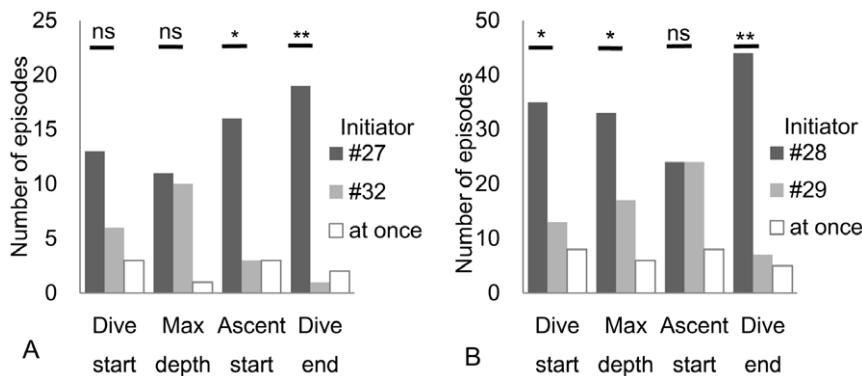 Number of episodes
25
20
15
10
5
0
ns
ns
*
**
Initiator
#27
#32
at once
Dive start
Max depth
Ascent start
Dive end
A
Number of episodes
50
40
30
20
10
0
*
*
ns
**
Initiator
#28
#29
at once
Dive start
Max depth
Ascent start
Dive end
B